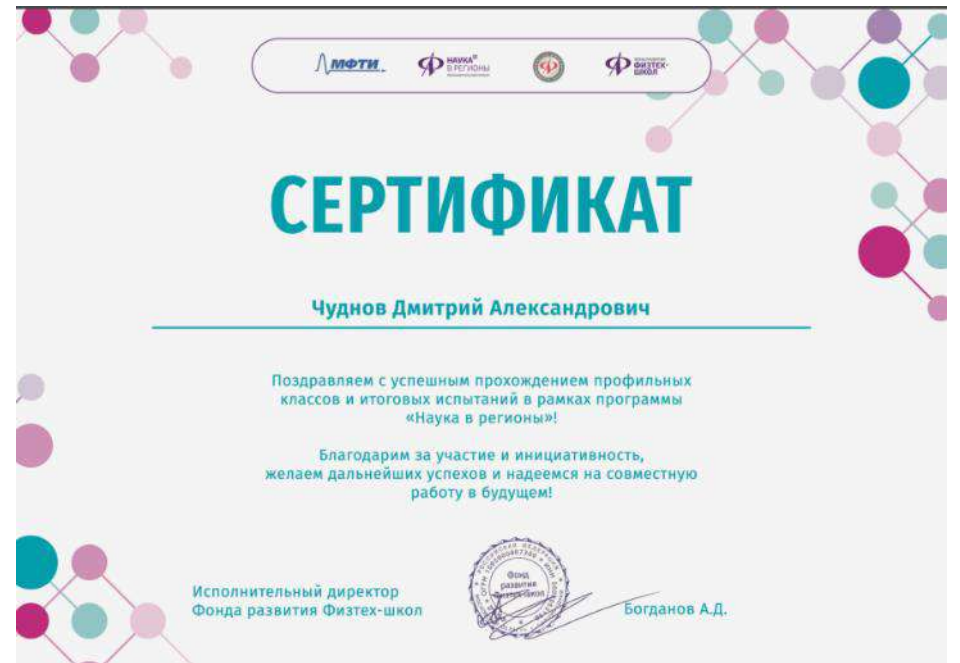 МФТИ
НАУКА
В РЕГИОНЫ
ФИЗТЕХ-
ШКОЛ
СЕРТИФИКАТ
Чуднов Дмитрий Александрович
Поздравляем с успешным прохождением профильных
классов и итоговых испытаний в рамках программы
«Наука в регионы»!
Благодарим за участие и инициативность,
желаем дальнейших успехов и надеемся на совместную
работу в будущем!
Исполнительный директор
Фонда развития Физтех-школ
Фонд
развития
Физтех-школ
Богданов А.Д.